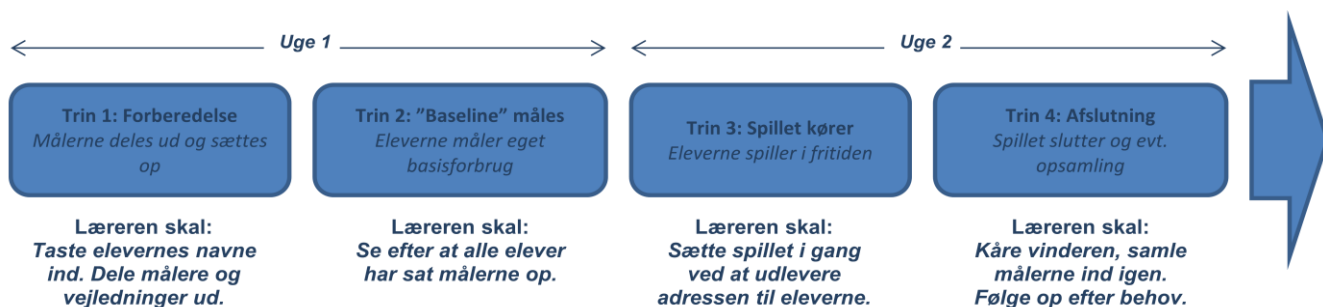 Uge 1
Uge 2
Trin 1: Forberedelse
Målerne deles ud og sættes
op
Trin 2: ”Baseline” måles
Eleverne måler eget
basisforbrug
Trin 3: Spillet kører
Eleverne spiller i fritiden
Trin 4: Afslutning
Spillet slutter og evt.
opsamling
Læreren skal:
Taste elevernes navne
ind. Dele målere og
vejledninger ud.
Læreren skal:
Se efter at alle elever
har sat målerne op.
Læreren skal:
Sætte spillet i gang
ved at udlevere
adressen til eleverne.
Læreren skal:
Kåre vinderen, samle
målerne ind igen.
Følge op efter behov.